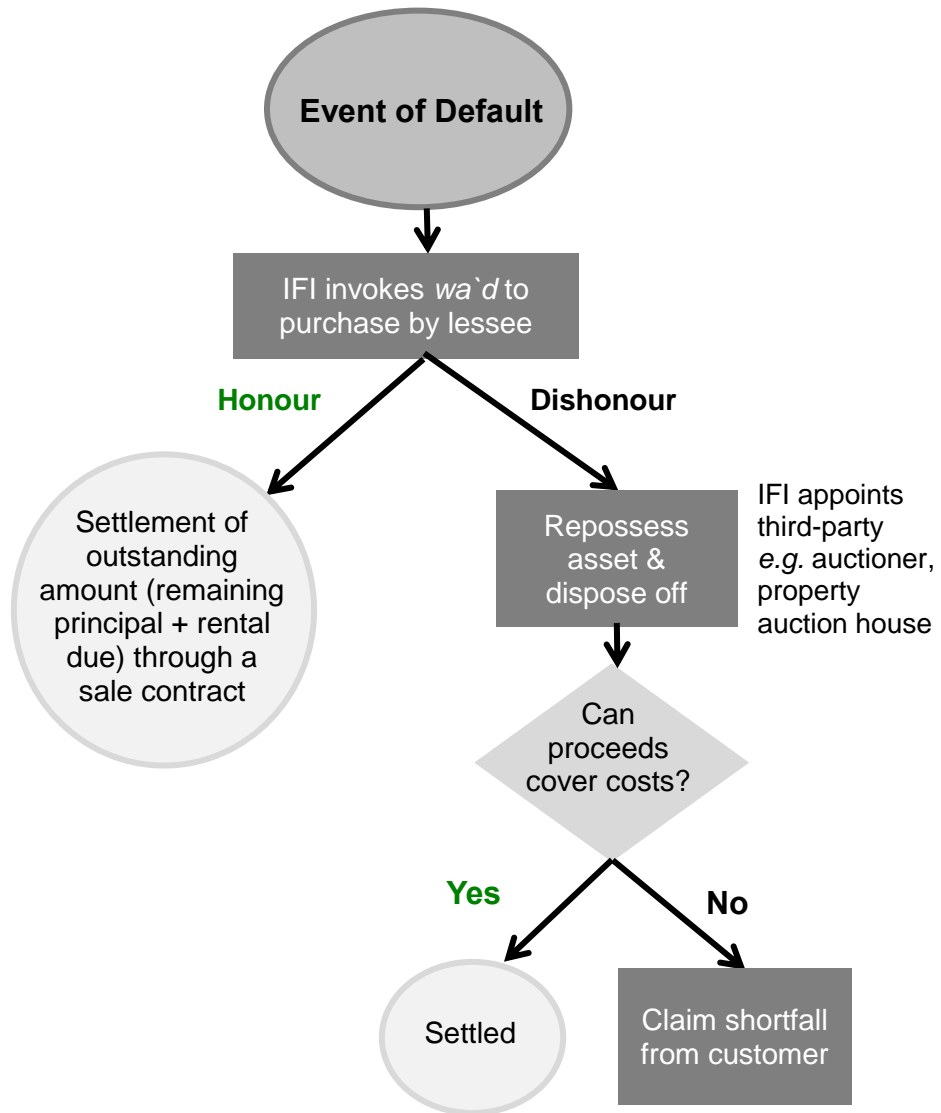 Event of Default
IFI invokes wa`d to
purchase by lessee
Honour
Dishonour
Settlement of
outstanding
amount (remaining
principal + rental
due) through a
sale contract
Repossess
asset &
dispose off
IFI appoints
third-party
e.g. auctioner,
property
auction house
Can
proceeds
cover costs?
Yes
No
Settled
Claim shortfall
from customer